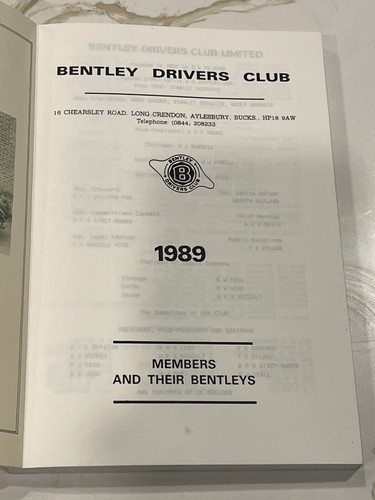 BENTLEY DRIVERS CLUB
16 CHEARSLEY ROAD, LONG CRENDON, AYLESBURY, BUCKS., HP18 9AW
Telephone: (0844) 208233
BENTLEY
B
DRIVERS CLUB
1989
MEMBERS
AND THEIR BENTLEYS